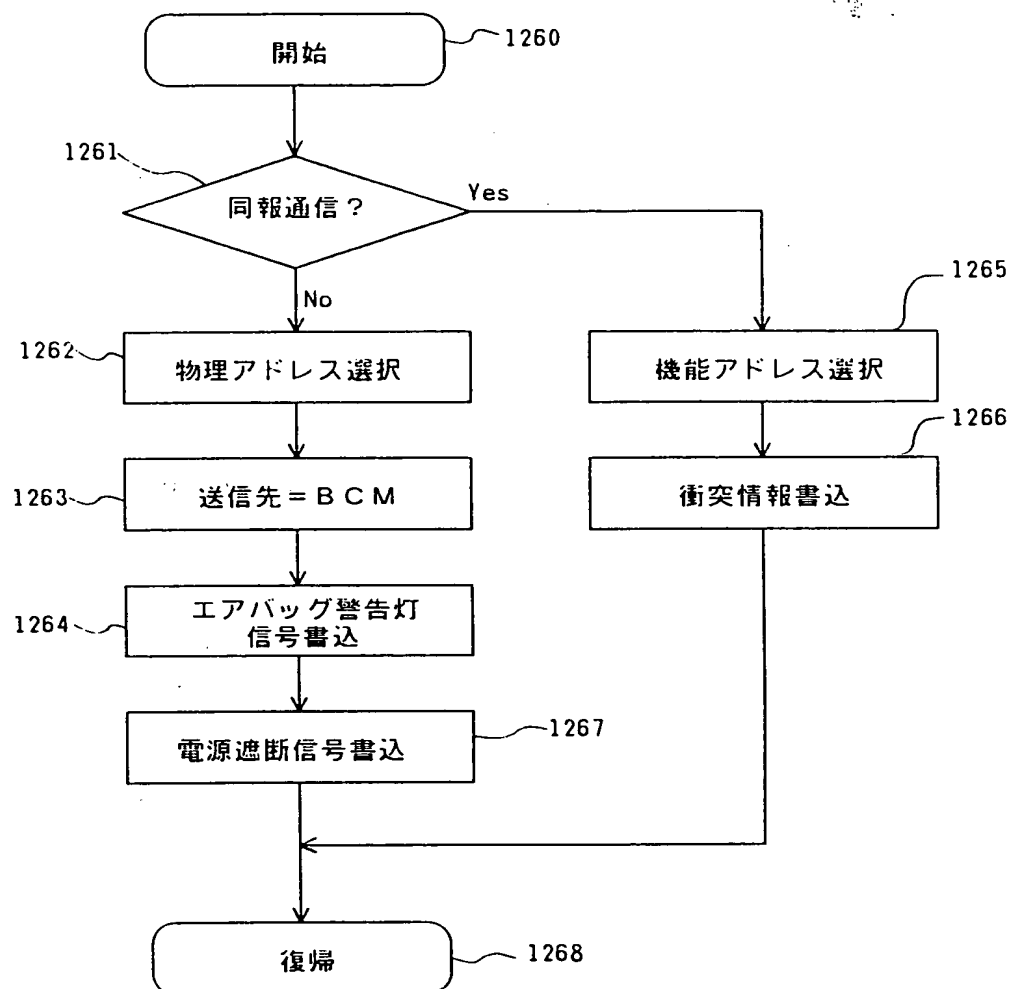 開始
1260
1261
同報通信？
Yes
No
1262
物理アドレス選択
機能アドレス選択
1265
1263
送信先＝ＢＣＭ
衝突情報書込
1266
1264
エアバッグ警告灯
信号書込
電源遮断信号書込
1267
復帰
1268